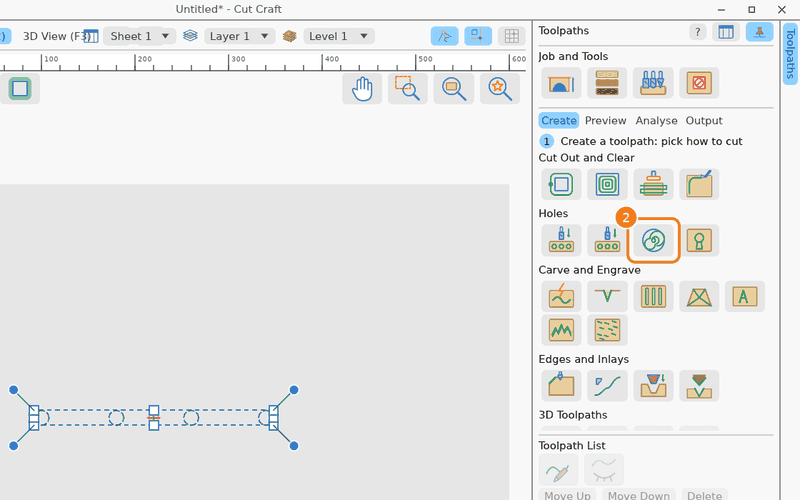 Untitled* - Cut Craft
3D View (F3)
Sheet 1
Layer 1
Level 1
100
200
300
400
500
600
Toolpaths
?
Toolpaths
Job and Tools
Create
Preview
Analyse
Output
1 Create a toolpath: pick how to cut
Cut Out and Clear
Holes
2
Carve and Engrave
A
Edges and Inlays
3D Toolpaths
Toolpath List
Move Up
Move Down
Delete